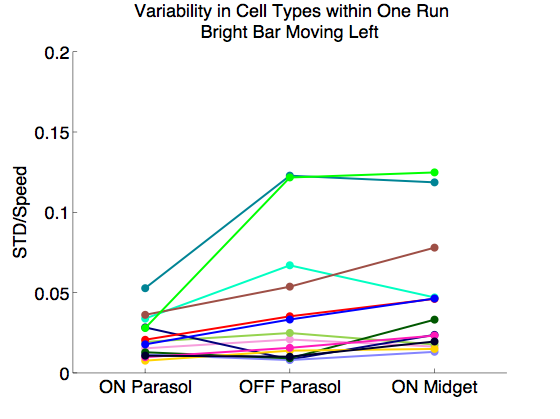 Variability in Cell Types within One Run
Bright Bar Moving Left
0.2
0.15
0.1
0.05
0
STD/Speed
ON Parasol OFF Parasol ON Midget